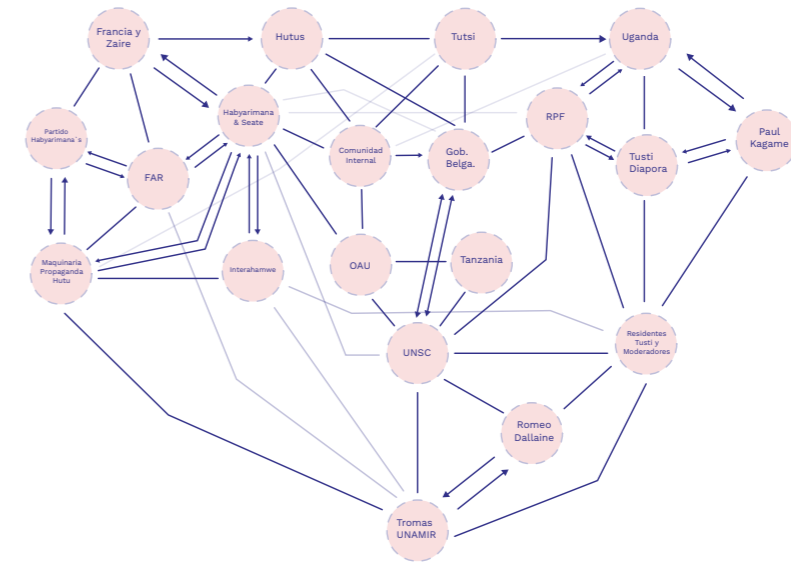 Francia y
Zaire
Hutus
Tutsi
Uganda
Partido
Habyarimana´s
Habyarimana
& Seate
RPF
Paul
Kagame
FAR
Comunidad
Internal
Gob.
Belga.
Tusti
Diapora
Maquinaria
Propaganda
Hutu
Interahamwe
OAU
Tanzania
UNSC
Residentes
Tusti y
Moderadores
Romeo
Dallaine
Tromas
UNAMIR